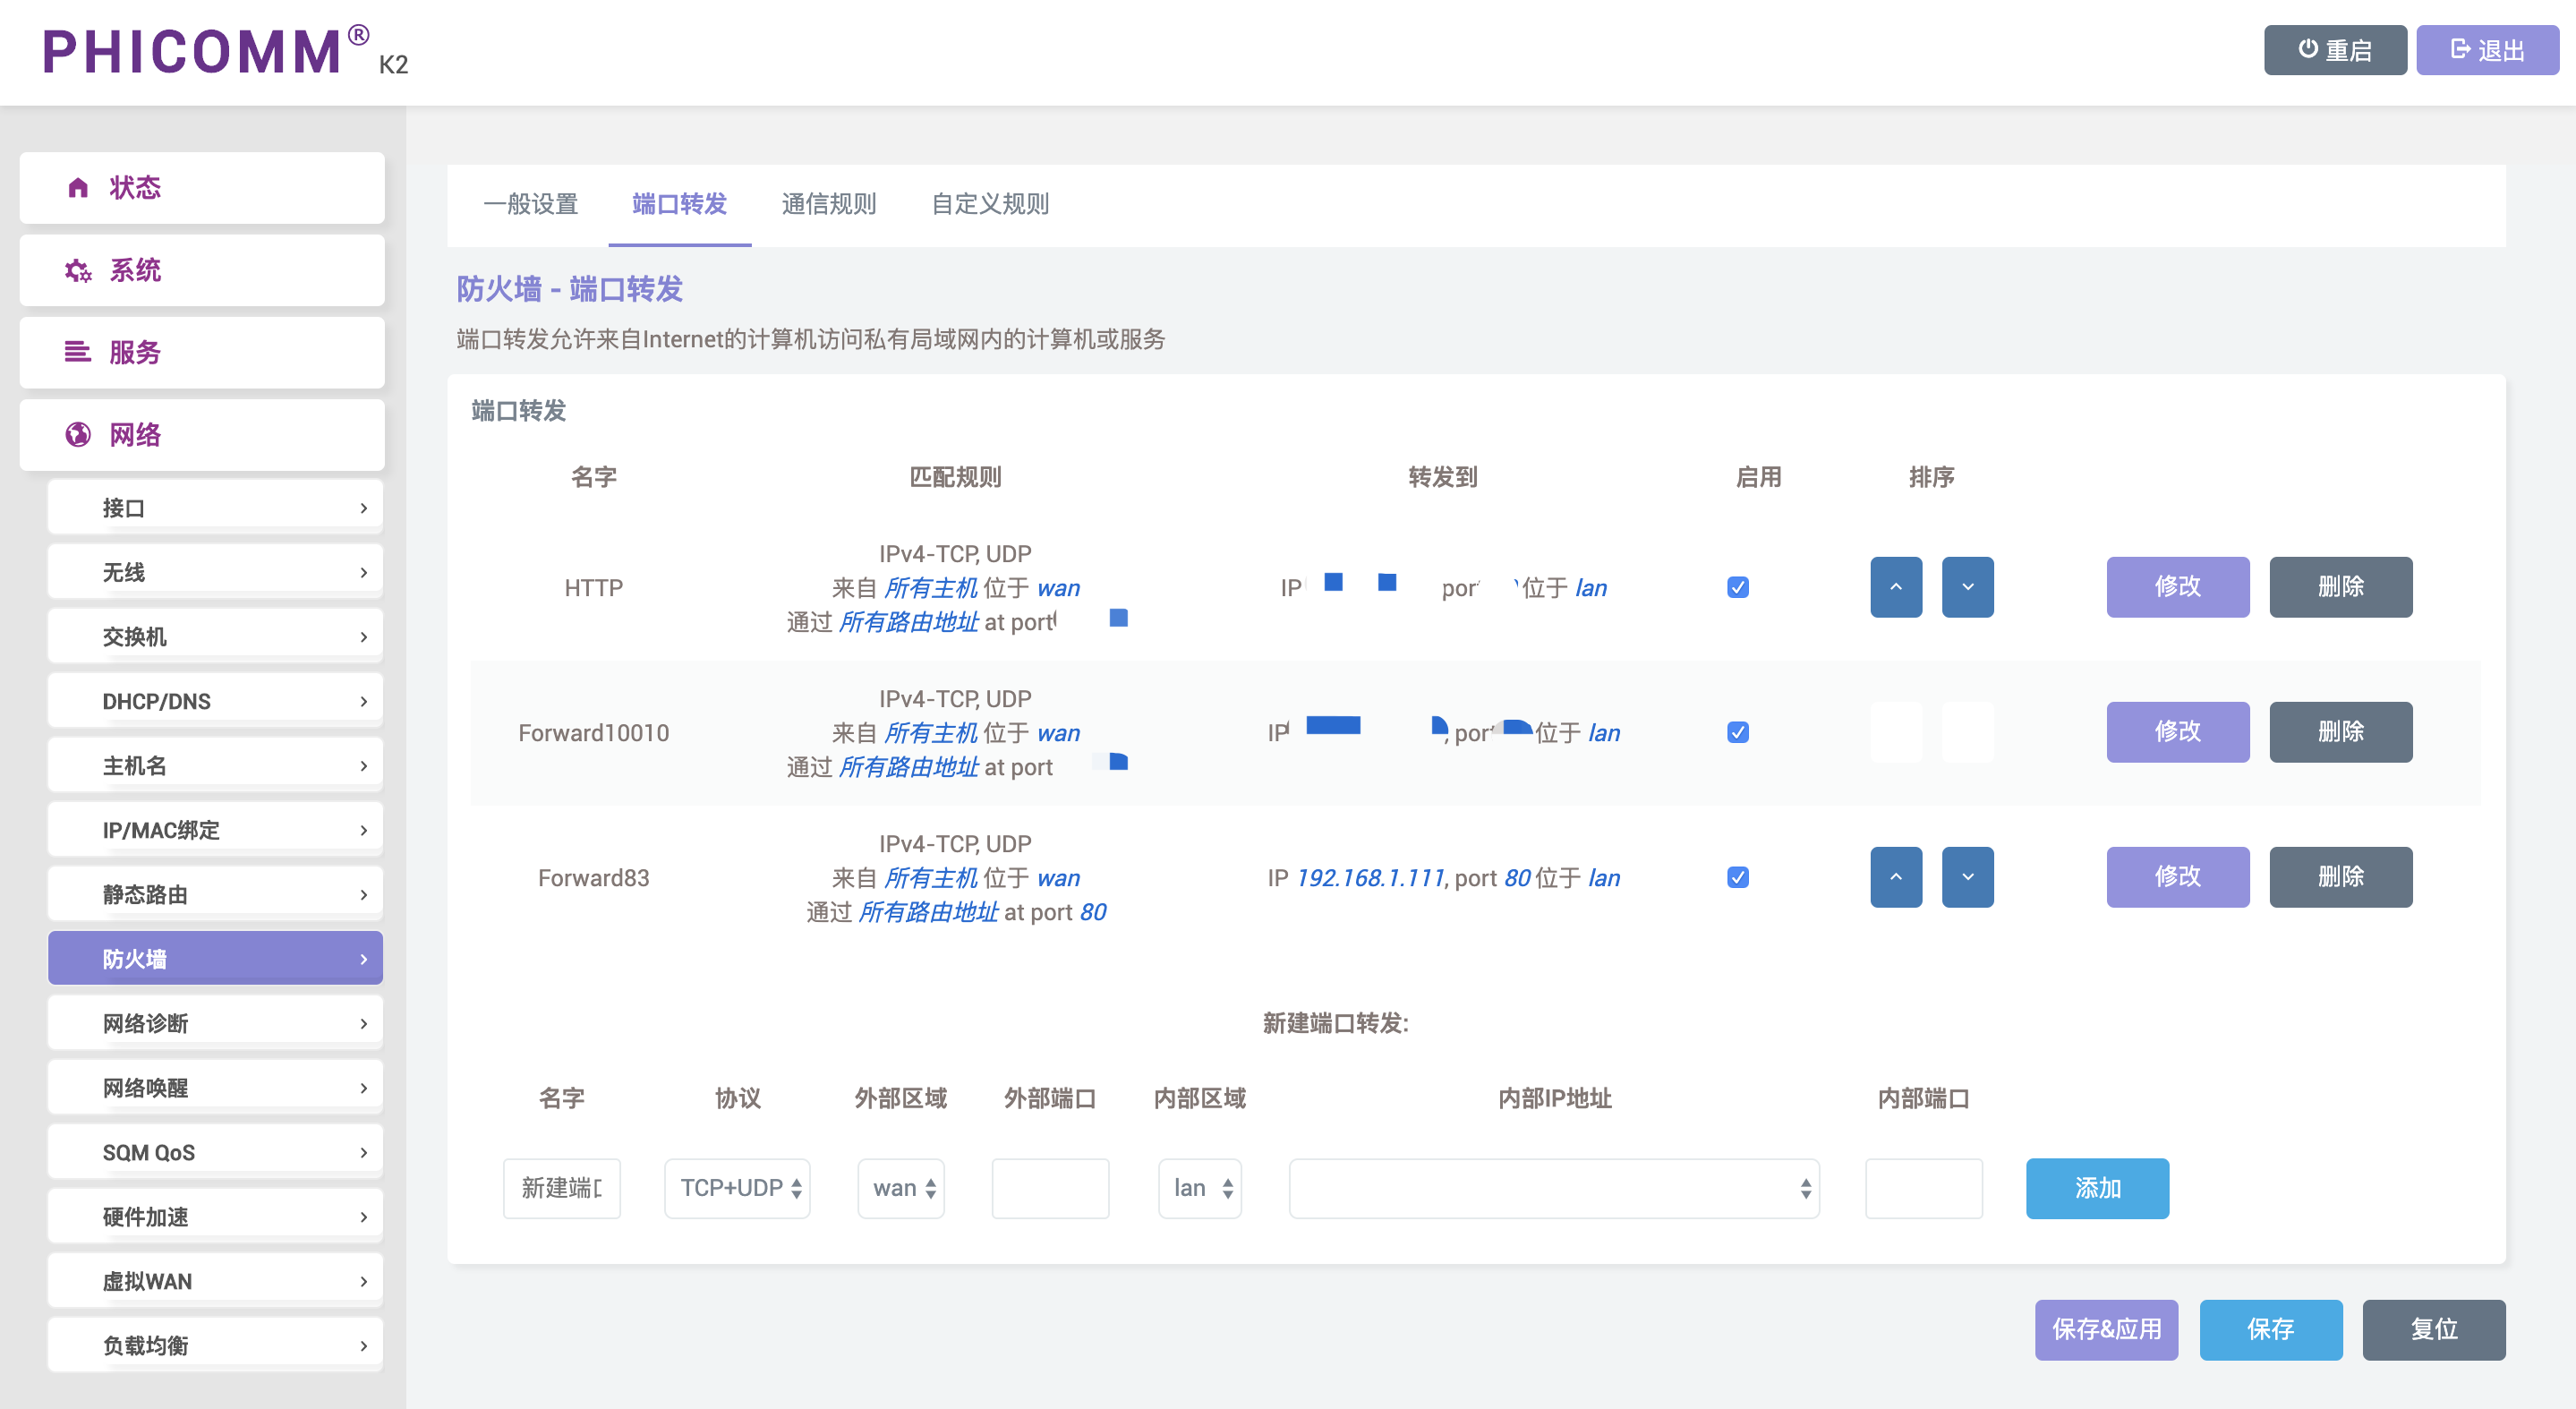 PHICOMM® K2
重启
退出
状态
系统
服务
网络
接口
无线
交换机
DHCP/DNS
主机名
IP/MAC绑定
静态路由
防火墙
网络诊断
网络唤醒
SQM QoS
硬件加速
虚拟WAN
负载均衡
一般设置 端口转发 通信规则 自定义规则
防火墙 - 端口转发
端口转发允许来自Internet的计算机访问私有局域网内的计算机或服务
端口转发
名字 匹配规则 转发到 启用 排序
HTTP
IPv4-TCP, UDP
来自 所有主机 位于 wan
通过 所有路由地址 at port
IP port 位于 lan
修改 删除
Forward10010
IPv4-TCP, UDP
来自 所有主机 位于 wan
通过 所有路由地址 at port
IP , port 位于 lan
修改 删除
Forward83
IPv4-TCP, UDP
来自 所有主机 位于 wan
通过 所有路由地址 at port 80
IP 192.168.1.111, port 80 位于 lan
修改 删除
新建端口转发:
名字 协议 外部区域 外部端口 内部区域 内部IP地址 内部端口
新建端 TCP+UDP wan lan 添加
保存&应用 保存 复位